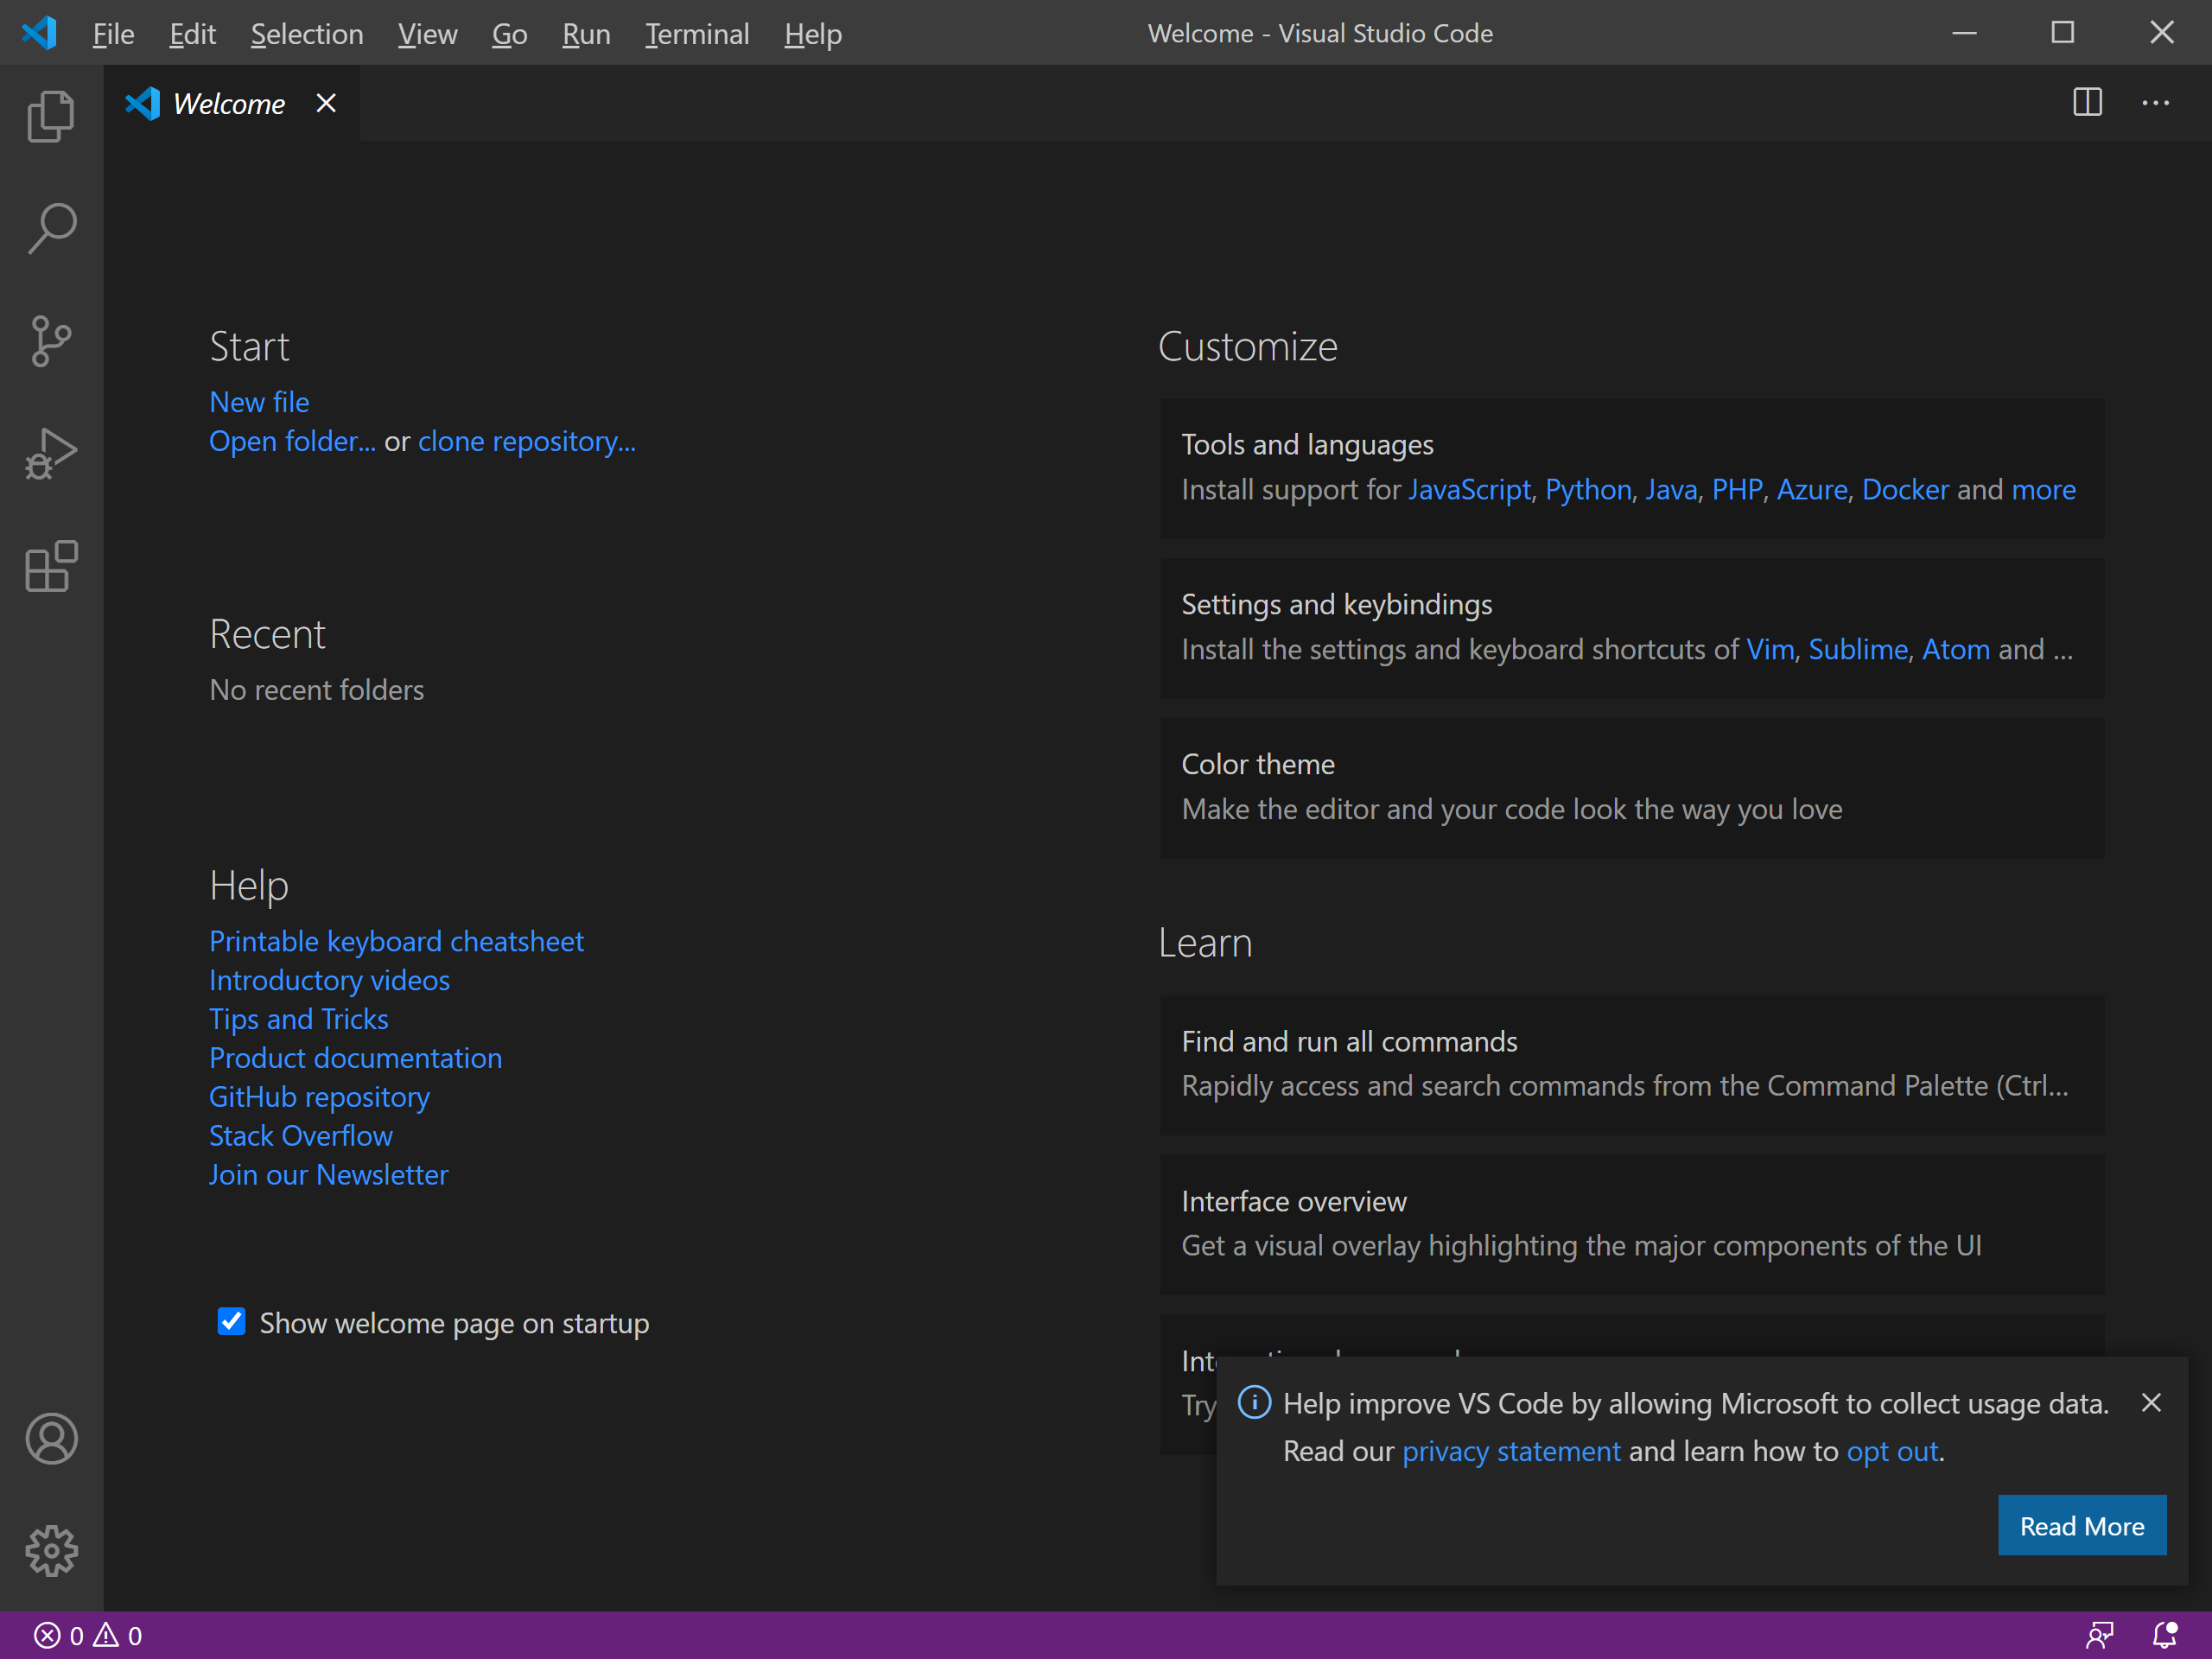 File Edit Selection View Go Run Terminal Help
Welcome - Visual Studio Code
Welcome
Start
New file
Open folder... or clone repository...
Recent
No recent folders
Help
Printable keyboard cheatsheet
Introductory videos
Tips and Tricks
Product documentation
GitHub repository
Stack Overflow
Join our Newsletter
Show welcome page on startup
Customize
Tools and languages
Install support for JavaScript, Python, Java, PHP, Azure, Docker and more
Settings and keybindings
Install the settings and keyboard shortcuts of Vim, Sublime, Atom and ...
Color theme
Make the editor and your code look the way you love
Learn
Find and run all commands
Rapidly access and search commands from the Command Palette (Ctrl...
Interface overview
Get a visual overlay highlighting the major components of the UI
Try
Help improve VS Code by allowing Microsoft to collect usage data.
Read our privacy statement and learn how to opt out.
Read More
0 0